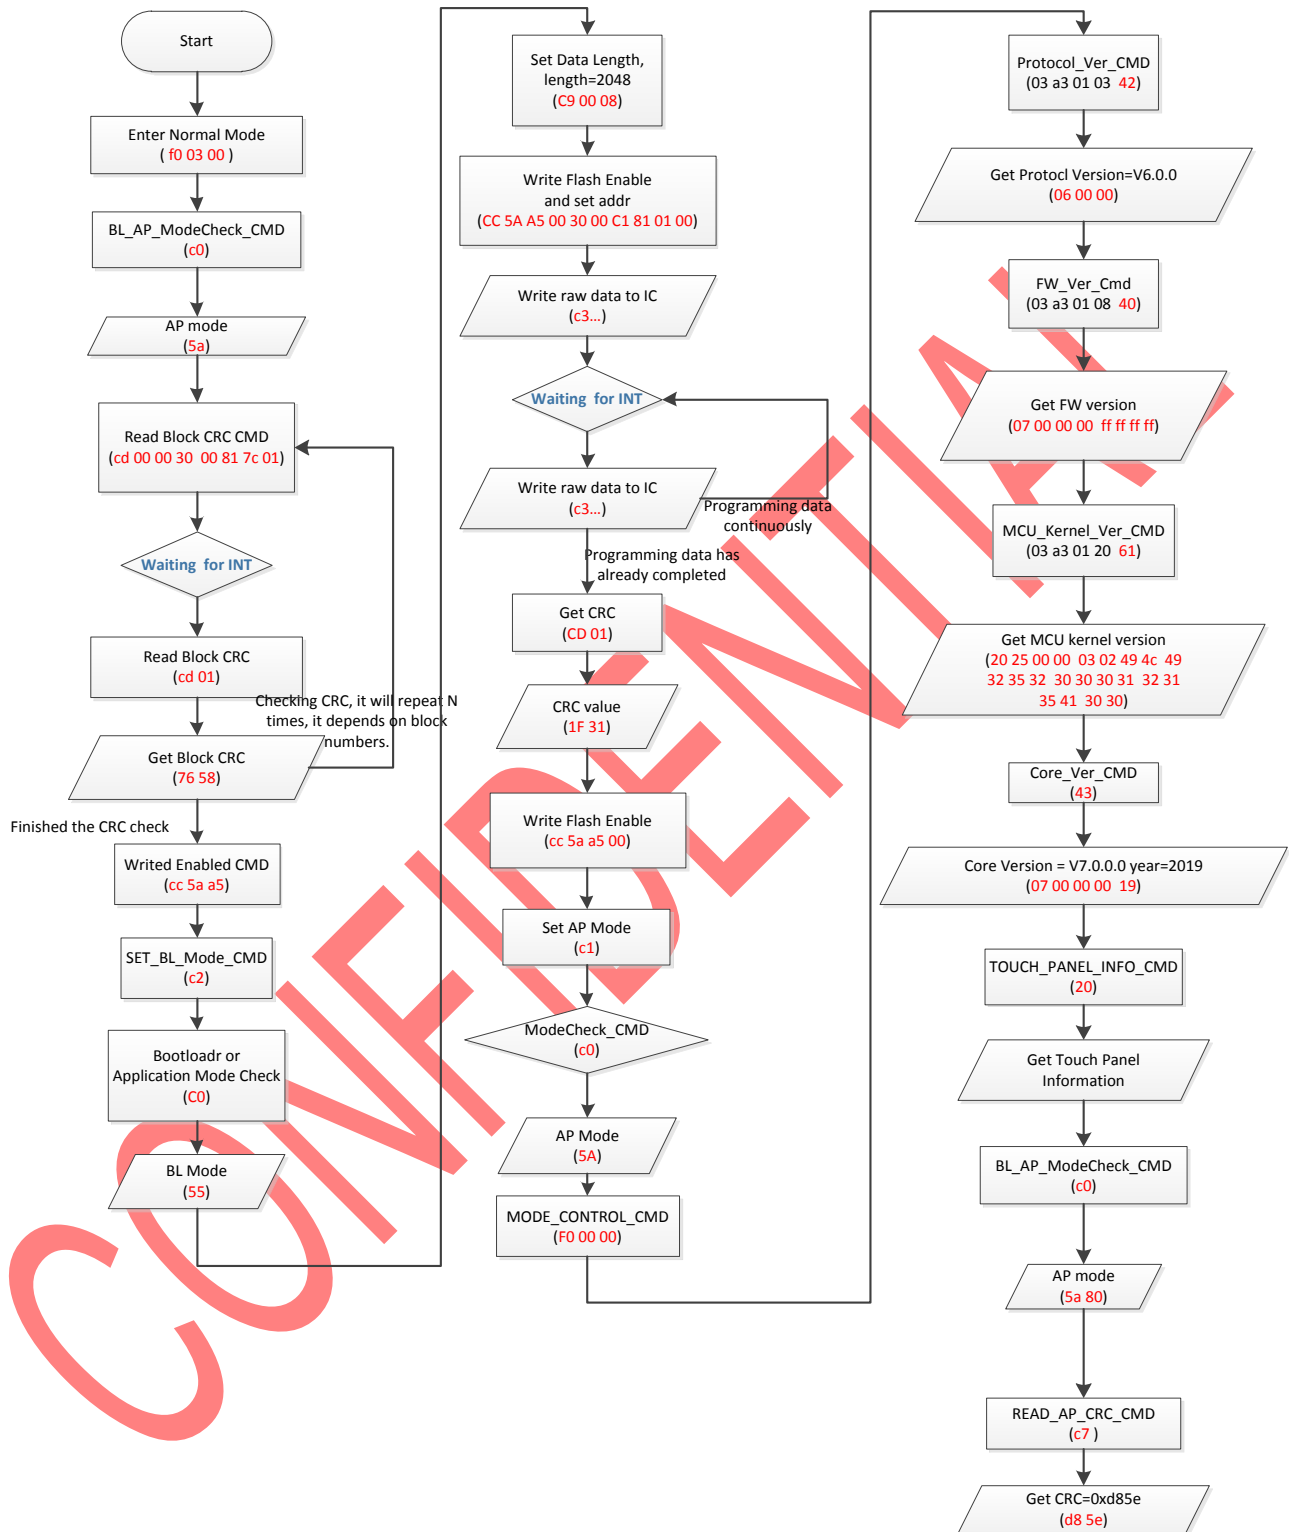 Start
Enter Normal Mode
( f0 03 00 )
BL_AP_ModeCheck_CMD
(c0)
AP mode
(5a)
Read Block CRC CMD
(cd 00 00 30  00 81 7c 01)
Waiting  for INT
Read Block CRC
(cd 01)
Checking CRC, it will repeat N
times, it depends on block
numbers.
Get Block CRC
(76 58)
Finished the CRC check
Writed Enabled CMD
(cc 5a a5)
SET_BL_Mode_CMD
(c2)
Bootloadr or
Application Mode Check
(C0)
BL Mode
(55)
Set Data Length,
length=2048
(C9 00 08)
Write Flash Enable
and set addr
(CC 5A A5 00 30 00 C1 81 01 00)
Write raw data to IC
(c3…)
Waiting  for INT
Write raw data to IC
(c3…)
Programming data
continuously
Programming data has
already completed
Get CRC
(CD 01)
CRC value
(1F 31)
Write Flash Enable
(cc 5a a5 00)
Set AP Mode
(c1)
ModeCheck_CMD
(c0)
AP Mode
(5A)
MODE_CONTROL_CMD
(F0 00 00)
Protocol_Ver_CMD
(03 a3 01 03  42)
Get Protocl Version=V6.0.0
(06 00 00)
FW_Ver_Cmd
(03 a3 01 08  40)
Get FW version
(07 00 00 00  ff ff ff ff)
MCU_Kernel_Ver_CMD
(03 a3 01 20  61)
Get MCU kernel version
(20 25 00 00  03 02 49 4c  49
32 35 32  30 30 30 31  32 31
35 41  30 30)
Core_Ver_CMD
(43)
Core Version = V7.0.0.0 year=2019
(07 00 00 00  19)
TOUCH_PANEL_INFO_CMD
(20)
Get Touch Panel
Information
BL_AP_ModeCheck_CMD
(c0)
AP mode
(5a 80)
READ_AP_CRC_CMD
(c7 )
Get CRC=0xd85e
(d8 5e)
CONFIDENTIAL